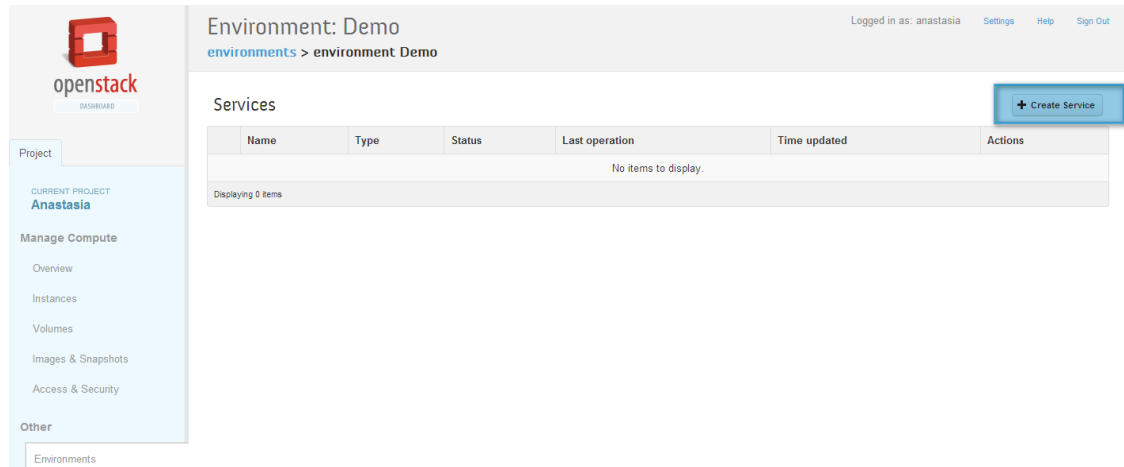 openstack
DASHBOARD
Environment: Demo
Logged in as: anastasia Settings Help Sign Out
environments > environment Demo
Services
+ Create Service
Name Type Status Last operation Time updated Actions
No items to display.
Displaying 0 items
Project
CURRENT PROJECT
Anastasia
Manage Compute
Overview
Instances
Volumes
Images & Snapshots
Access & Security
Other
Environments